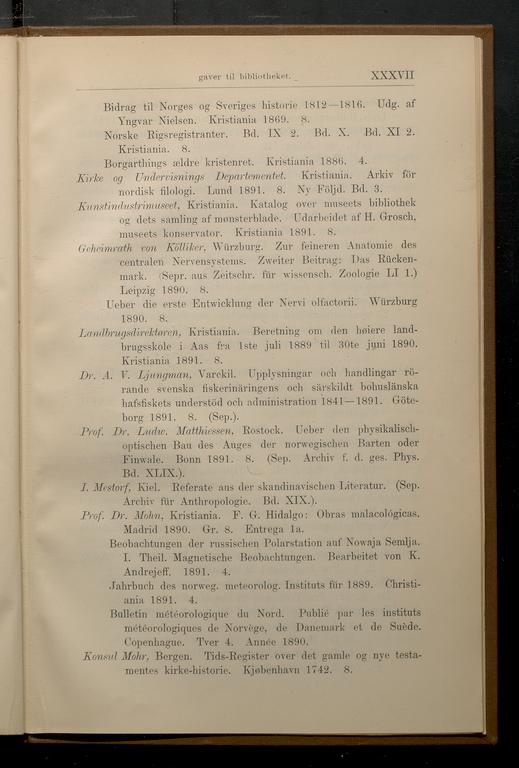 gaver til bibliotheket. XXXVII
Bidrag til Norges og Sveriges historie 1812—1816. Udg. af
Yngvar Nielsen. Kristiania 1869. 8.
Norske Rigsregistranter. Bd. IX 2. Bd. X. Bd. XI 2.
Kristiania. 8.
Borgarthings ældre kristenret. Kristiania 1886. 4.
Kirke og Undervisnings Departementet. Kristiania. Arkiv för
nordisk filologi. Lund 1891. 8. Ny Följd. Bd. 3.
Kunstindustrimuseet, Kristiania. Katalog over museets bibliothek
og dets samling af mønsterblade. Udarbeidet af H. Grosch,
museets konservator. Kristiania 1891. 8.
Geheimrath von Kölliker, Würzburg. Zur feineren Anatomie des
centralen Nervensystems. Zweiter Beitrag: Das Rücken-
mark. (Sepr. aus Zeitschr. für wissensch. Zoologie LI 1.)
Leipzig 1890. 8.
Ueber die erste Entwicklung der Nervi olfactorii. Würzburg
1890. 8.
Landbrugsdirektøren, Kristiania. Beretning om den høiere land-
brugsskole i Aas fra 1ste juli 1889 til 30te juni 1890.
Kristiania 1891. 8.
Dr. A. V. Ljungman, Varckil. Upplysningar och handlingar rö-
rande svenska fiskerinäringens och särskildt bohuslänska
hafsfiskets understöd och administration 1841—1891. Göte-
borg 1891. 8. (Sep.).
Prof. Dr. Ludw. Matthiessen, Rostock. Ueber den physikalisch-
optischen Bau des Auges der norwegischen Barten oder
Finwale. Bonn 1891. 8. (Sep. Archiv f. d. ges. Phys.
Bd. XLIX.).
I. Mestorf, Kiel. Referate aus der skandinavischen Literatur. (Sep.
Archiv für Anthropologie. Bd. XIX.).
Prof. Dr. Mohn, Kristiania. F. G. Hidalgo: Obras malacológicas.
Madrid 1890. Gr. 8. Entrega 1a.
Beobachtungen der russischen Polarstation auf Nowaja Semlja.
I. Theil. Magnetische Beobachtungen. Bearbeitet von K.
Andrejeff. 1891. 4.
Jahrbuch des norweg. meteorolog. Instituts für 1889. Christi-
ania 1891. 4.
Bulletin météorologique du Nord. Publié par les instituts
météorologiques de Norvège, de Danemark et de Suède.
Copenhague. Tver 4. Année 1890.
Konsul Mohr, Bergen. Tids-Register over det gamle og nye testa-
mentes kirke-historie. Kjøbenhavn 1742. 8.